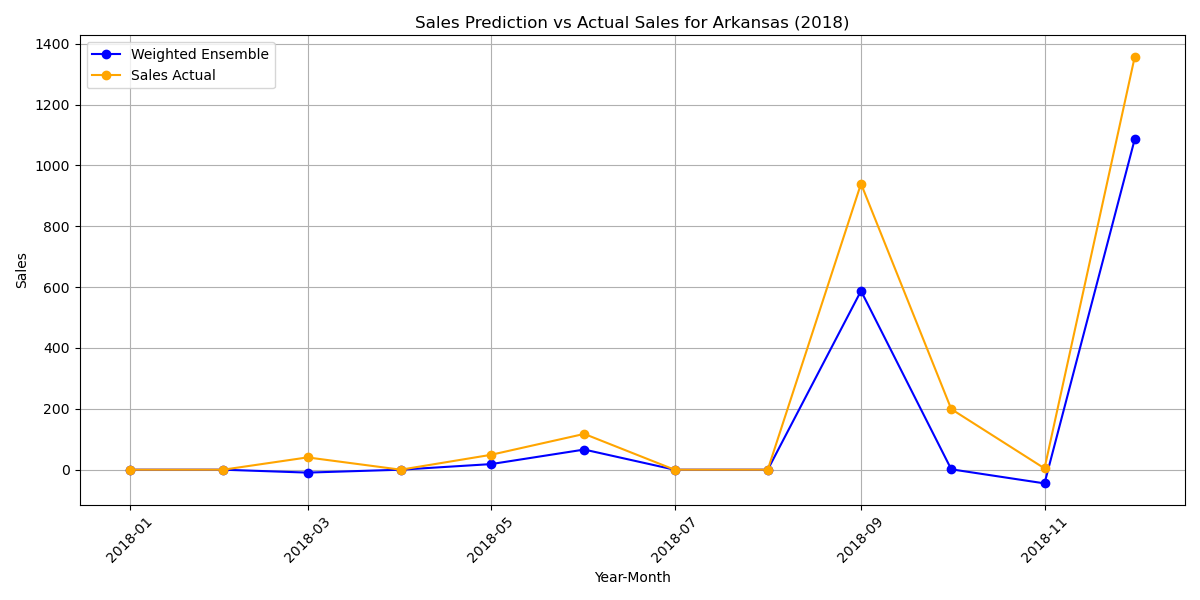 Sales Prediction vs Actual Sales for Arkansas (2018)
Weighted Ensemble
Sales Actual
1400
1200
1000
800
600
400
200
0
Sales
2018-01
2018-03
2018-05
2018-07
2018-09
2018-11
Year-Month